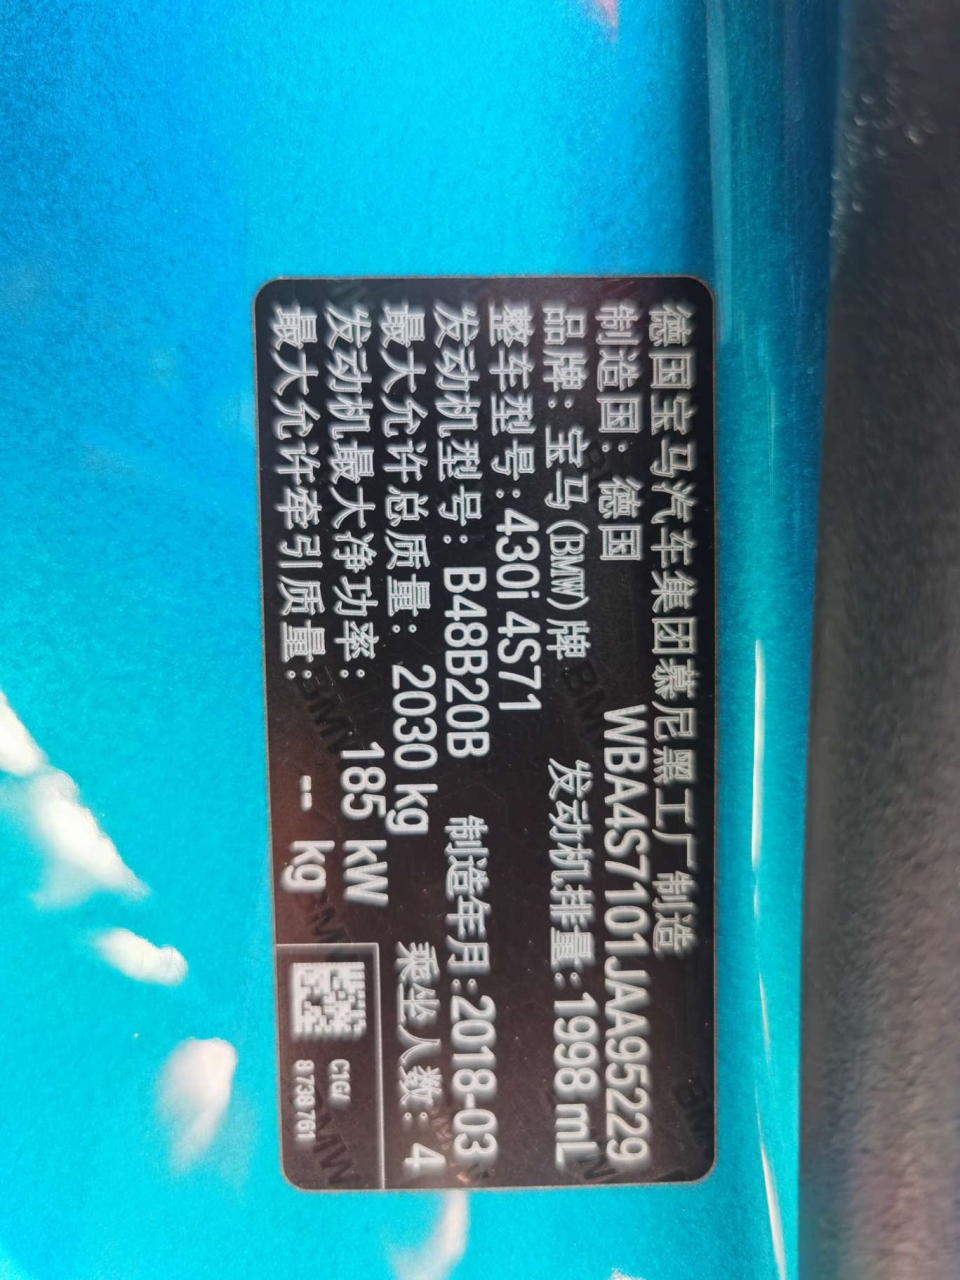 德国宝马汽车集团慕尼黑工厂制造
制造国：德国 WBA4S7101JAA95229
品牌：宝马(BMW)牌 发动机排量：1998 mL
整车型号：430i 4S71
发动机型号：B48B20B 制造年月：2018-03
最大允许总质量：2030 kg 乘坐人数：4
发动机最大净功率：185 kW
最大允许牵引质量：-- kg
C1G/
8 738 761